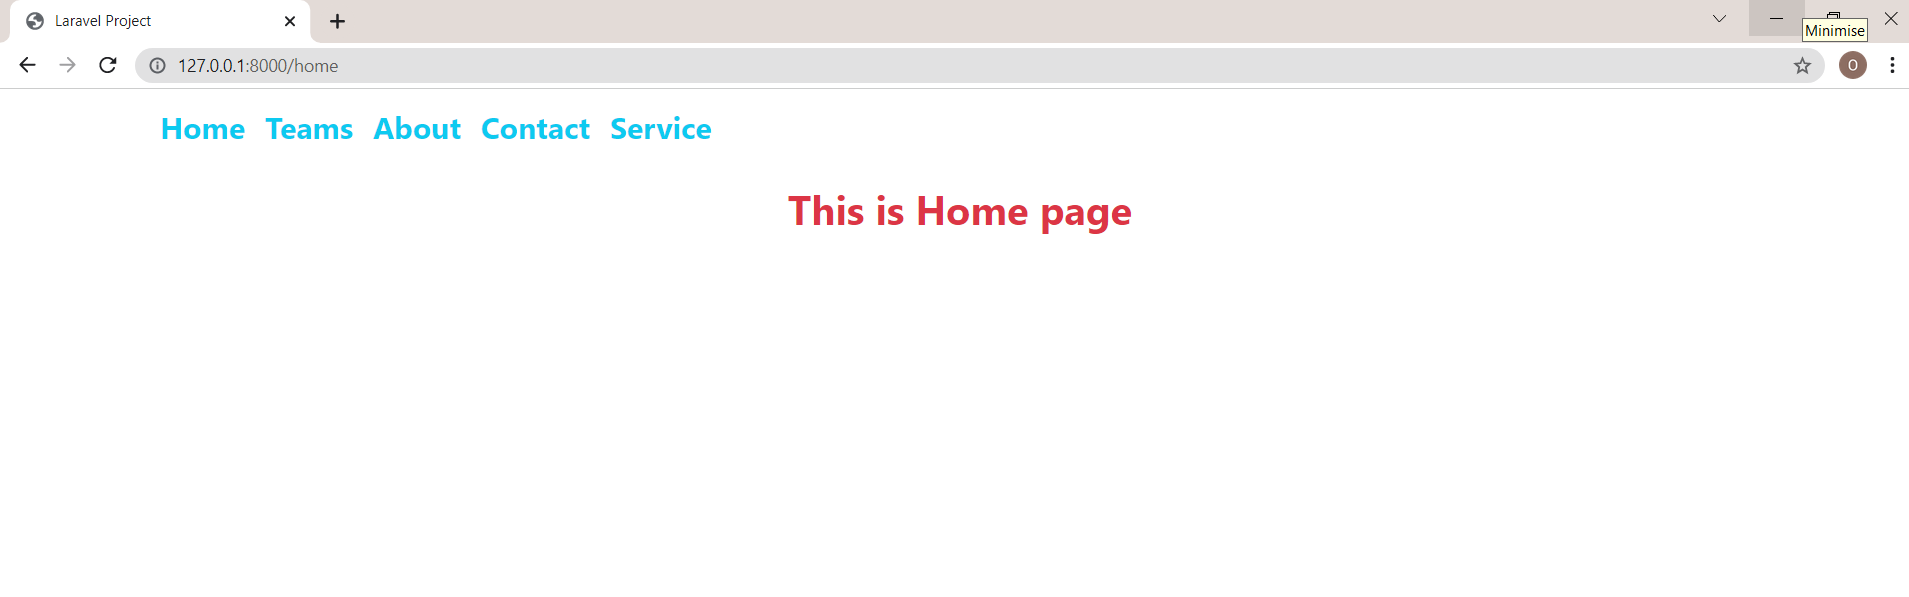 Laravel Project
Minimise
127.0.0.1:8000/home
O
Home Teams About Contact Service
This is Home page